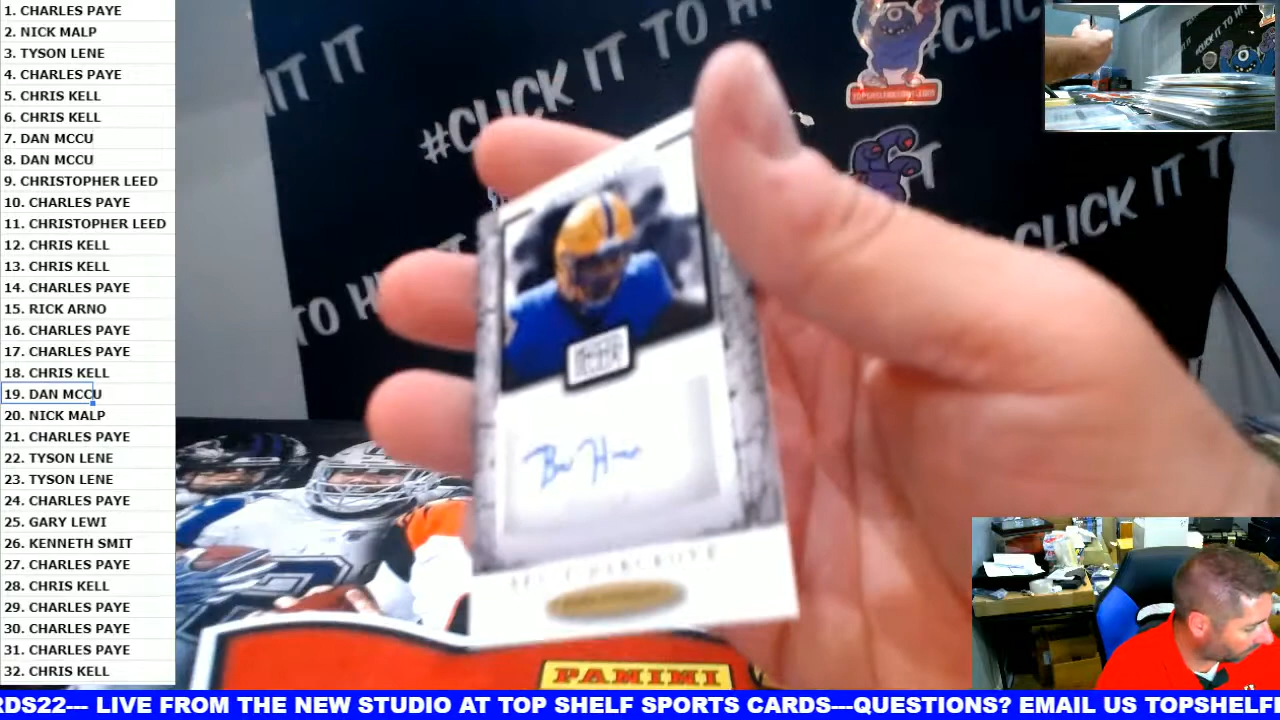 1. CHARLES PAYE
2. NICK MALP
3. TYSON LENE
4. CHARLES PAYE
5. CHRIS KELL
6. CHRIS KELL
7. DAN MCCU
8. DAN MCCU
9. CHRISTOPHER LEED
10. CHARLES PAYE
11. CHRISTOPHER LEED
12. CHRIS KELL
13. CHRIS KELL
14. CHARLES PAYE
15. RICK ARNO
16. CHARLES PAYE
17. CHARLES PAYE
18. CHRIS KELL
19. DAN MCCU
20. NICK MALP
21. CHARLES PAYE
22. TYSON LENE
23. TYSON LENE
24. CHARLES PAYE
25. GARY LEWI
26. KENNETH SMIT
27. CHARLES PAYE
28. CHRIS KELL
29. CHARLES PAYE
30. CHARLES PAYE
31. CHARLES PAYE
32. CHRIS KELL
HIT IT
#CLICK IT TO HIT
#CLICK
TO HI
CLICK IT T
PANINI
RDS22--- LIVE FROM THE NEW STUDIO AT TOP SHELF SPORTS CARDS---QUESTIONS? EMAIL US TOPSHELF